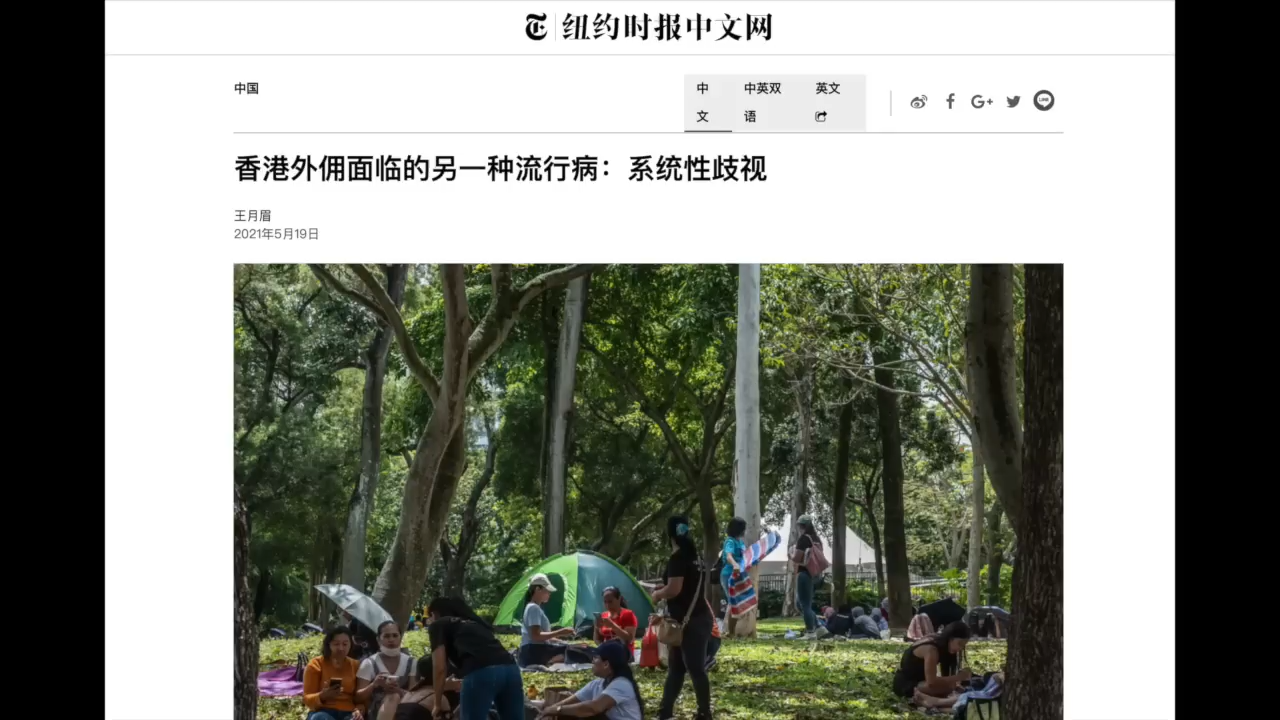 纽约时报中文网
中国
中文
中英双语
英文
香港外佣面临的另一种流行病：系统性歧视
王月眉
2021年5月19日